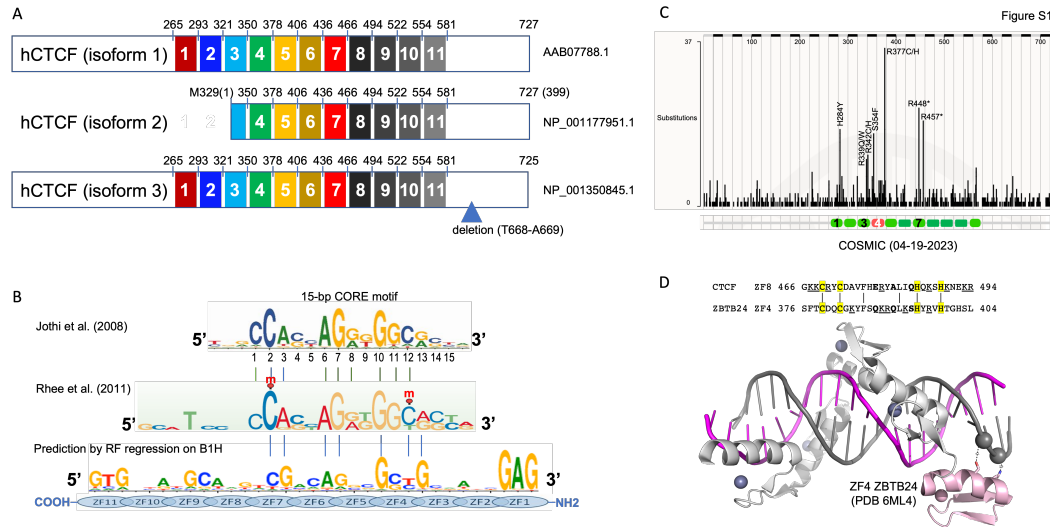 Figure S1
A
265 293 321 350 378 406 436 464 494 522 554 581 727
hCTCF (isoform 1) 1 2 3 4 5 6 7 8 9 10 11 AAB07788.1
M329(1) 350 378 406 436 464 494 522 554 581 727 (399)
hCTCF (isoform 2) 1 2 3 4 5 6 7 8 9 10 11 NP_001177951.1
265 293 321 350 378 406 436 464 494 522 554 581 725
hCTCF (isoform 3) 1 2 3 4 5 6 7 8 9 10 11 NP_001350845.1
deletion (T668-A669)
B
15-bp CORE motif
Jothi et al. (2008)
5’ 3’
1 2 3 4 5 6 7 8 9 10 11 12 13 14 15
Rhee et al. (2011)
m m
5’ 3’
Prediction by RF regression on B1H
5’ 3’
COOH ZF11 ZF10 ZF9 ZF8 ZF7 ZF6 ZF5 ZF4 ZF3 ZF2 ZF1 NH2
C
100 200 300 400 500 600 700
37
Substitutions
0
H284Y
R339Q/W
R342C/H
S354F
R377C/H
R448*
R457*
1 3 4 7
COSMIC (04-19-2023)
D
CTCF ZF8 466 GKKCRYCDAVFHERYALIQHQKSHKNEKR 494
ZBTB24 ZF4 376 SFTCDQCGKYFSQKRQLKSHYRVHTGHSL 404
ZF4 ZBTB24
(PDB 6ML4)